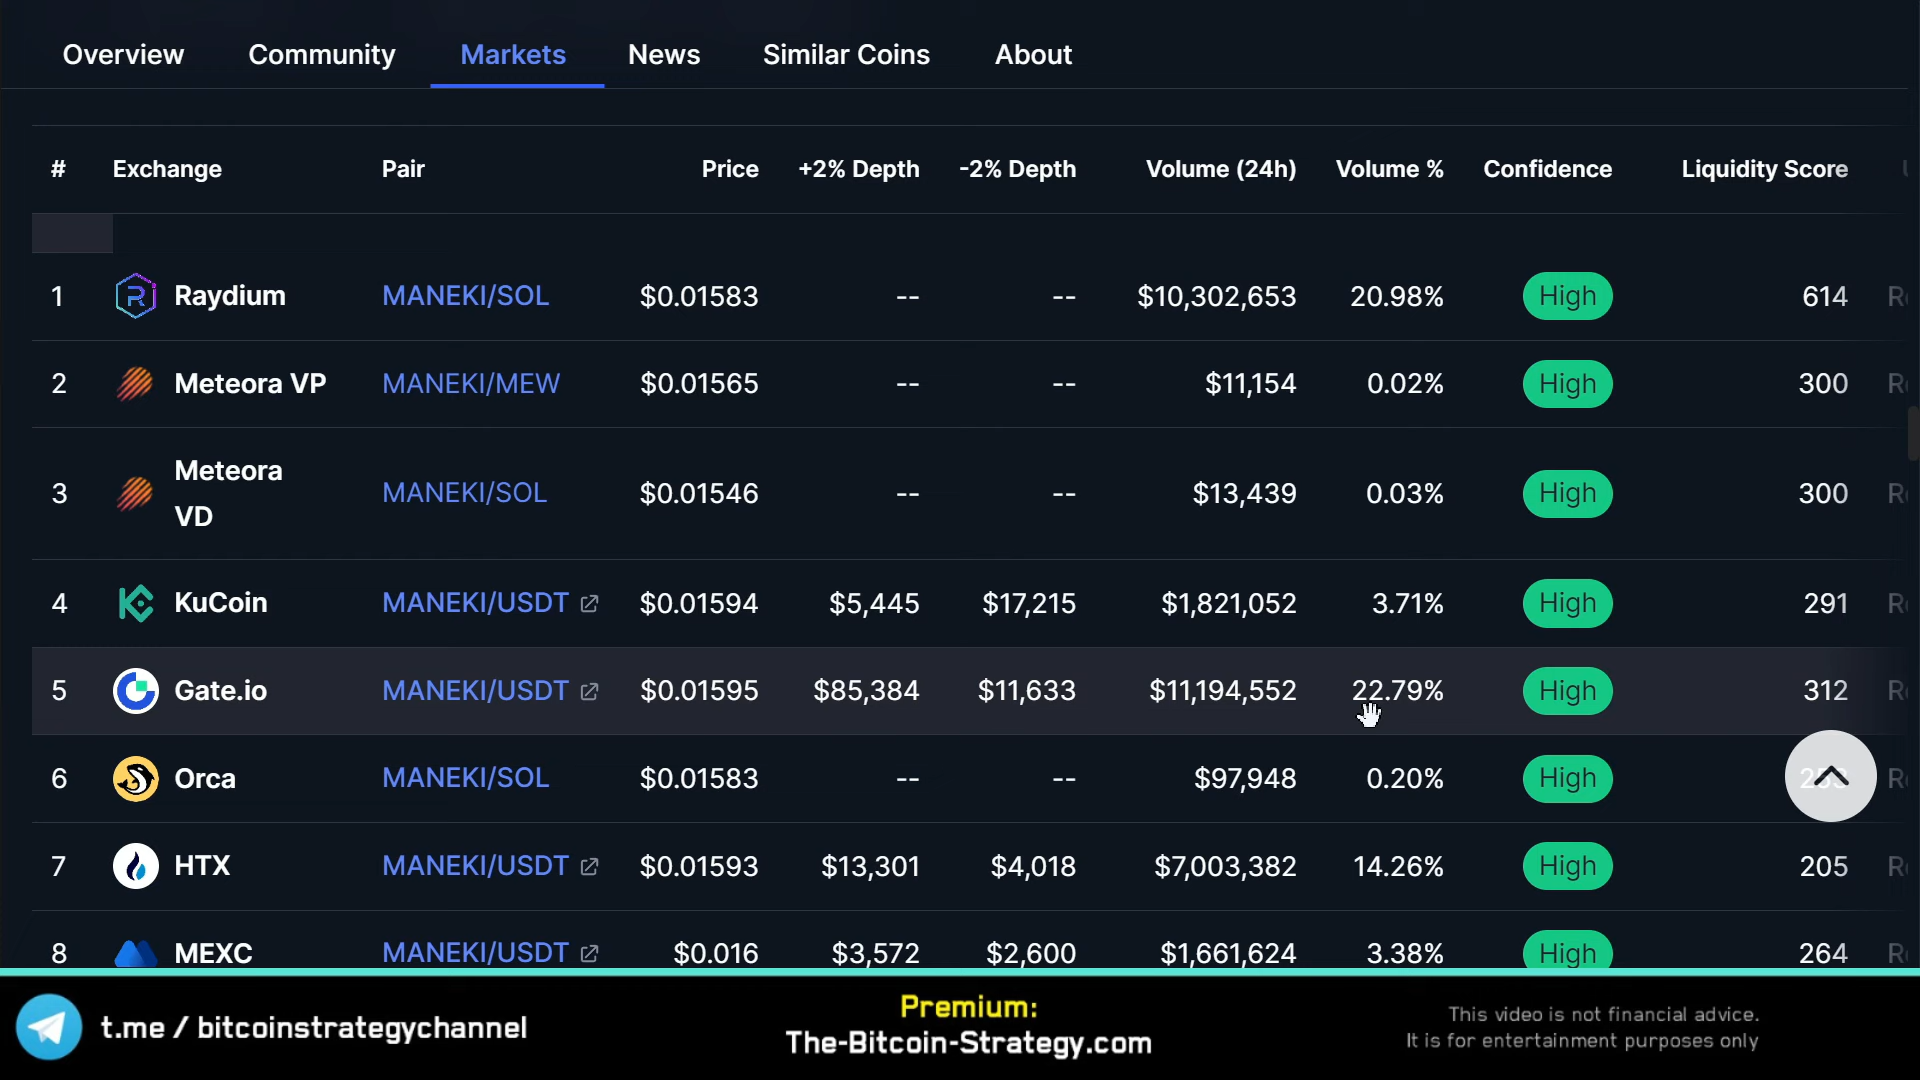 Overview Community Markets News Similar Coins About
# Exchange Pair Price +2% Depth -2% Depth Volume (24h) Volume % Confidence Liquidity Score
1 Raydium MANEKI/SOL $0.01583 -- -- $10,302,653 20.98% High 614
2 Meteora VP MANEKI/MEW $0.01565 -- -- $11,154 0.02% High 300
3 Meteora VD MANEKI/SOL $0.01546 -- -- $13,439 0.03% High 300
4 KuCoin MANEKI/USDT $0.01594 $5,445 $17,215 $1,821,052 3.71% High 291
5 Gate.io MANEKI/USDT $0.01595 $85,384 $11,633 $11,194,552 22.79% High 312
6 Orca MANEKI/SOL $0.01583 -- -- $97,948 0.20% High
7 HTX MANEKI/USDT $0.01593 $13,301 $4,018 $7,003,382 14.26% High 205
8 MEXC MANEKI/USDT $0.016 $3,572 $2,600 $1,661,624 3.38% High 264
t.me / bitcoinstrategychannel
Premium:
The-Bitcoin-Strategy.com
This video is not financial advice.
It is for entertainment purposes only